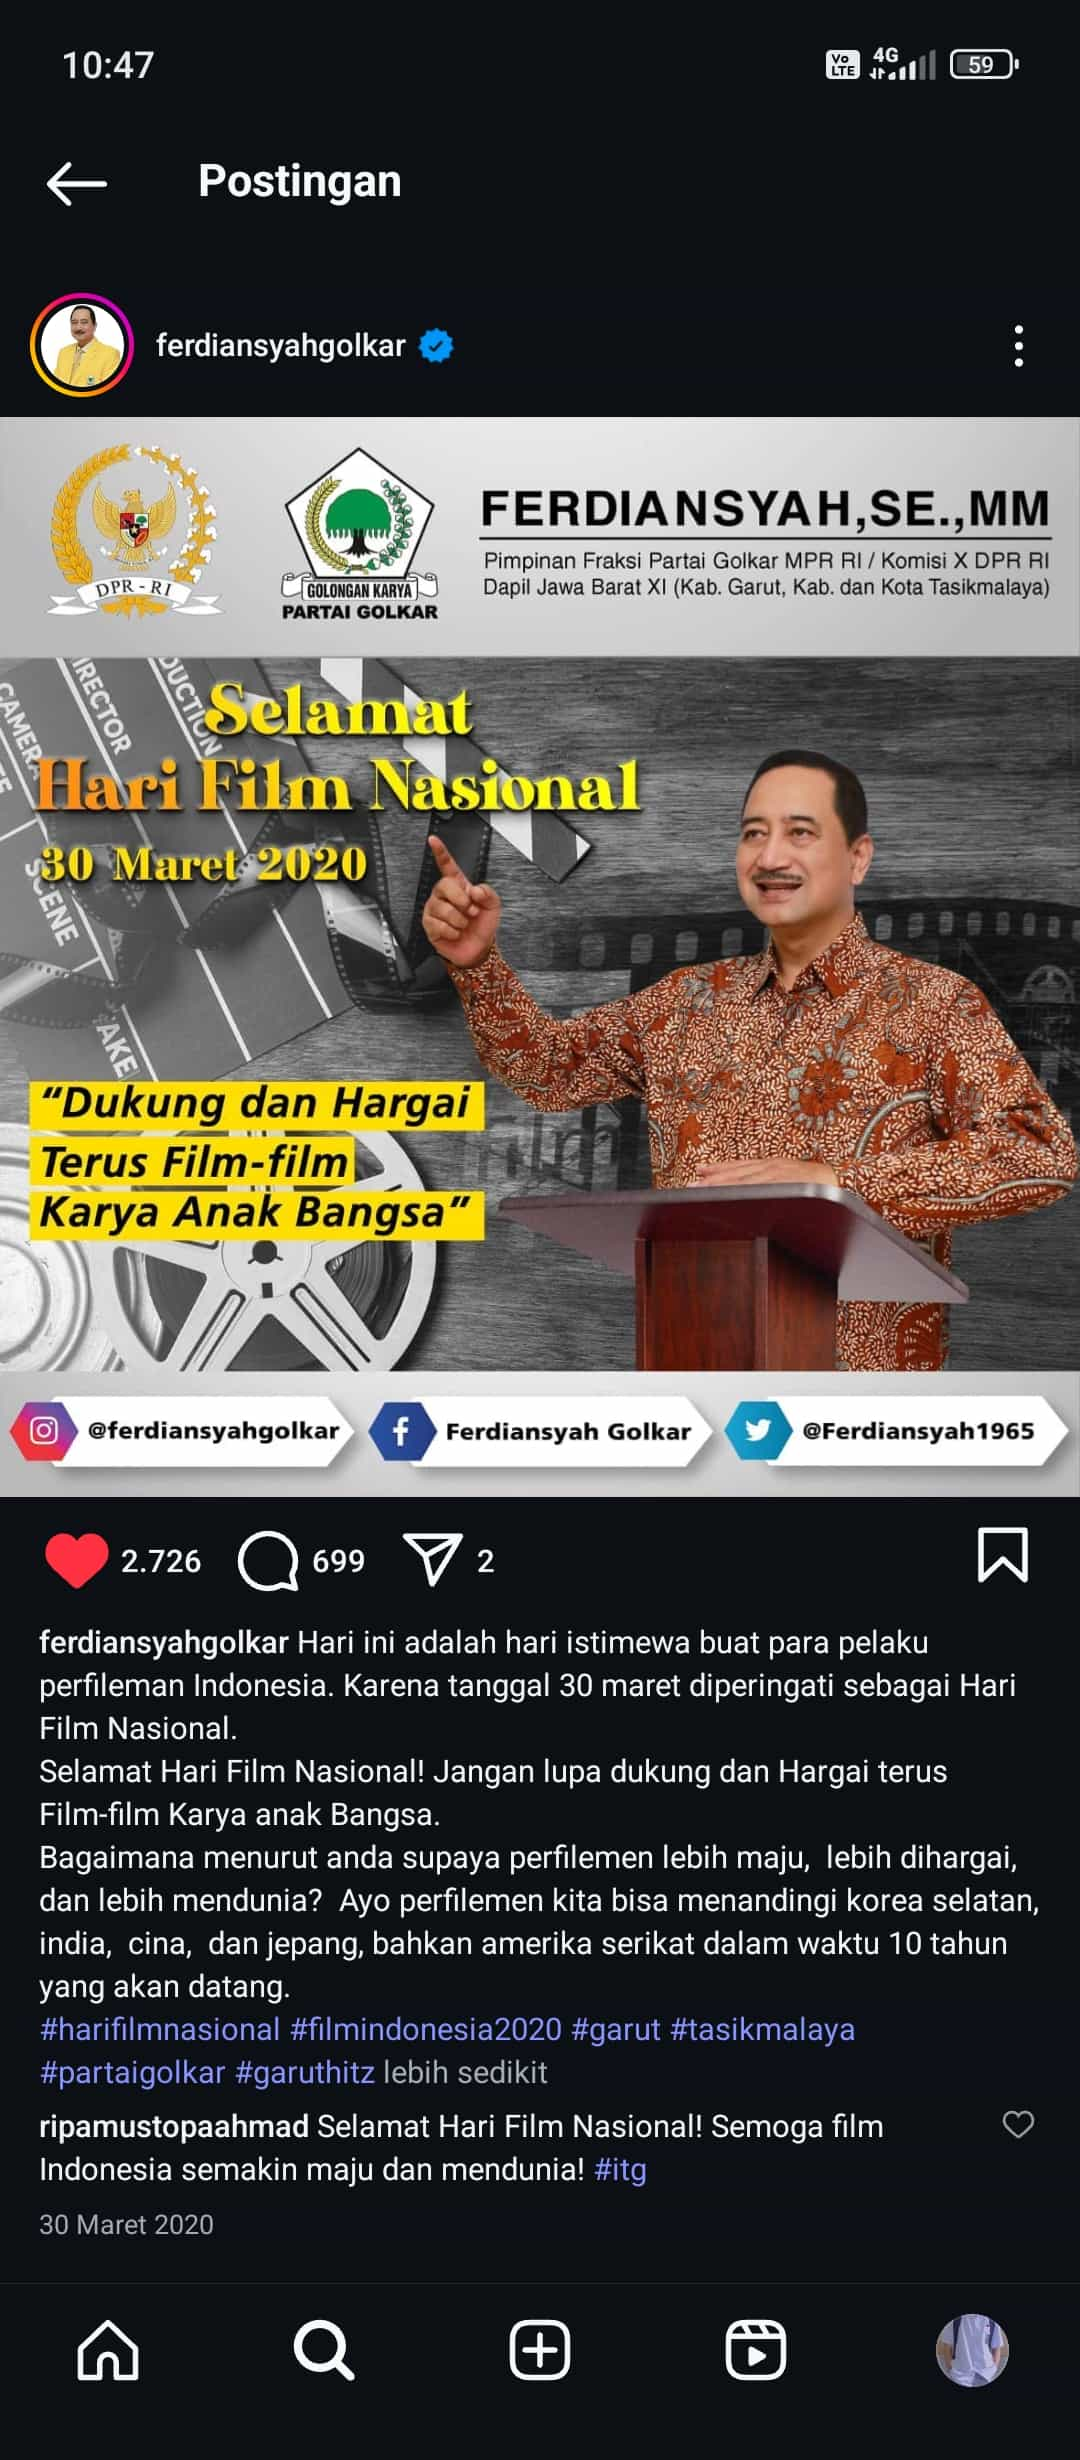 10:47
Vo LTE
4G
59
Postingan
ferdiansyahgolkar
DPR - RI
GOLONGAN KARYA
PARTAI GOLKAR
FERDIANSYAH,SE.,MM
Pimpinan Fraksi Partai Golkar MPR RI / Komisi X DPR RI
Dapil Jawa Barat XI (Kab. Garut, Kab. dan Kota Tasikmalaya)
CAMERA
SCENE
TAKE
Selamat
Hari Film Nasional
30 Maret 2020
"Dukung dan Hargai
Terus Film-film
Karya Anak Bangsa"
Film
@ferdiansyahgolkar
Ferdiansyah Golkar
@Ferdiansyah1965
2.726
699
2
ferdiansyahgolkar Hari ini adalah hari istimewa buat para pelaku
perfileman Indonesia. Karena tanggal 30 maret diperingati sebagai Hari
Film Nasional.
Selamat Hari Film Nasional! Jangan lupa dukung dan Hargai terus
Film-film Karya anak Bangsa.
Bagaimana menurut anda supaya perfilemen lebih maju,  lebih dihargai,
dan lebih mendunia?  Ayo perfilemen kita bisa menandingi korea selatan,
india,  cina,  dan jepang, bahkan amerika serikat dalam waktu 10 tahun
yang akan datang.
#harifilmnasional #filmindonesia2020 #garut #tasikmalaya
#partaigolkar #garuthitz lebih sedikit
ripamustopaahmad Selamat Hari Film Nasional! Semoga film
Indonesia semakin maju dan mendunia! #itg
30 Maret 2020